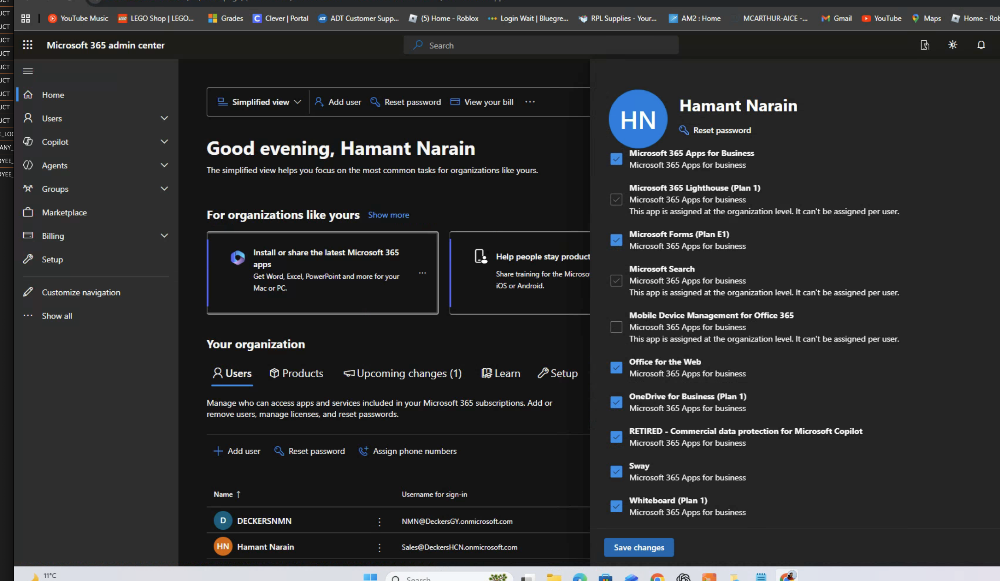 UCT
UCT
UCT
UCT
UCT
UCT
UCT
UCT
UCT
E_LOC
ANY_
OYEE_
OYEE_
YouTube Music
LEGO Shop | LEGO...
Grades
Clever | Portal
ADT Customer Supp...
(5) Home - Roblox
Login Wait | Bluegre...
RPL Supplies - Your...
AM2 : Home
MCARTHUR-AICE -...
Gmail
YouTube
Maps
Home - Rob
Microsoft 365 admin center
Search
Home
Users
Copilot
Agents
Groups
Marketplace
Billing
Setup
Customize navigation
Show all
Simplified view
Add user
Reset password
View your bill
Good evening, Hamant Narain
The simplified view helps you focus on the most common tasks for organizations like yours.
For organizations like yours
Show more
Install or share the latest Microsoft 365
apps
Get Word, Excel, PowerPoint and more for your
Mac or PC.
Help people stay product
Share training for the Microso
iOS or Android.
Your organization
Users
Products
Upcoming changes (1)
Learn
Setup
Manage who can access apps and services included in your Microsoft 365 subscriptions. Add or
remove users, manage licenses, and reset passwords.
Add user
Reset password
Assign phone numbers
Name ↑
Username for sign-in
D
DECKERSNMN
NMN@DeckersGY.onmicrosoft.com
HN
Hamant Narain
Sales@DeckersHCN.onmicrosoft.com
HN
Hamant Narain
Reset password
Microsoft 365 Apps for Business
Microsoft 365 Apps for business
Microsoft 365 Lighthouse (Plan 1)
Microsoft 365 Apps for business
This app is assigned at the organization level. It can't be assigned per user.
Microsoft Forms (Plan E1)
Microsoft 365 Apps for business
Microsoft Search
Microsoft 365 Apps for business
This app is assigned at the organization level. It can't be assigned per user.
Mobile Device Management for Office 365
Microsoft 365 Apps for business
This app is assigned at the organization level. It can't be assigned per user.
Office for the Web
Microsoft 365 Apps for business
OneDrive for Business (Plan 1)
Microsoft 365 Apps for business
RETIRED - Commercial data protection for Microsoft Copilot
Microsoft 365 Apps for business
Sway
Microsoft 365 Apps for business
Whiteboard (Plan 1)
Microsoft 365 Apps for business
Save changes
11°C
Search